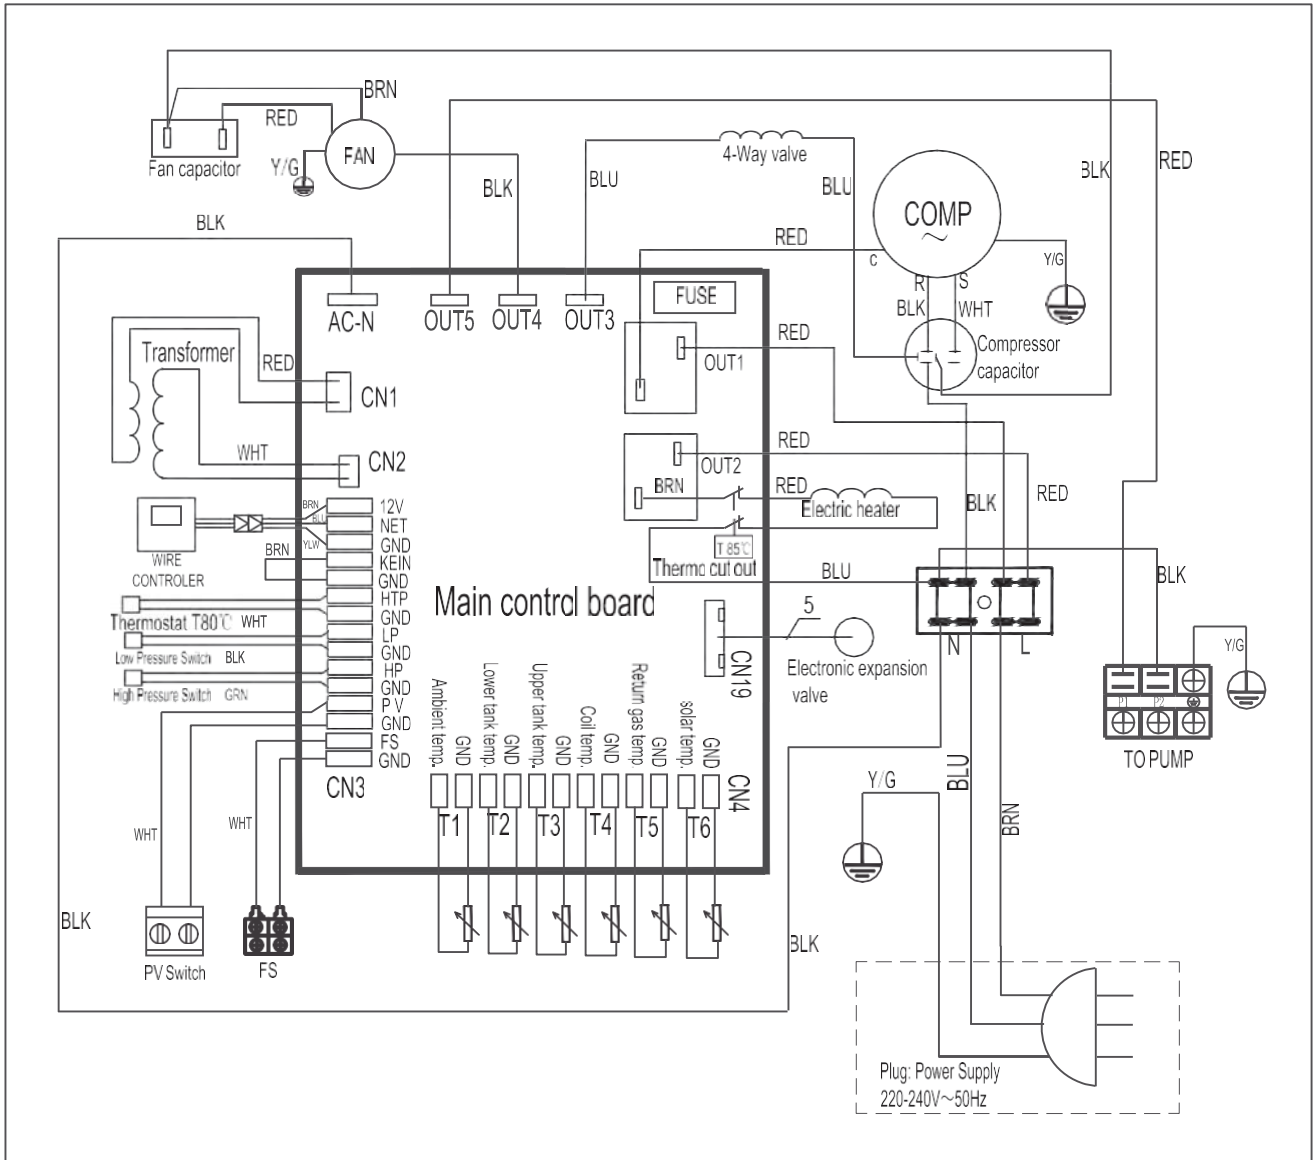 BRN
RED
Fan capacitor
Y/G
FAN
BLK
BLU
4-Way valve
BLU
COMP
~
BLK
RED
BLK
RED
C
Y/G
R
S
BLK
WHT
AC-N
OUT5
OUT4
OUT3
FUSE
Compressor
capacitor
Transformer
RED
CN1
OUT1
RED
WHT
CN2
OUT2
RED
BRN
RED
Electric heater
BLK
RED
T 85℃
Thermo cut out
BLU
BLK
BRN
BLU
YLW
12V
NET
GND
KEIN
GND
HTP
GND
LP
GND
HP
GND
PV
GND
FS
GND
CN3
WIRE
CONTROLER
BRN
Thermostat T80℃
WHT
Low Pressure Switch
BLK
High Pressure Switch
GRN
Main control board
5
CN19
Electronic expansion
valve
N
L
Y/G
P1
P2
TO PUMP
Ambient temp.
GND
Lower tank temp.
GND
Upper tank temp.
GND
Coil temp.
GND
Return gas temp.
GND
solar temp.
GND
CN4
T1
T2
T3
T4
T5
T6
WHT
WHT
Y/G
BLU
BRN
BLK
BLK
PV Switch
FS
Plug: Power Supply
220-240V~50Hz